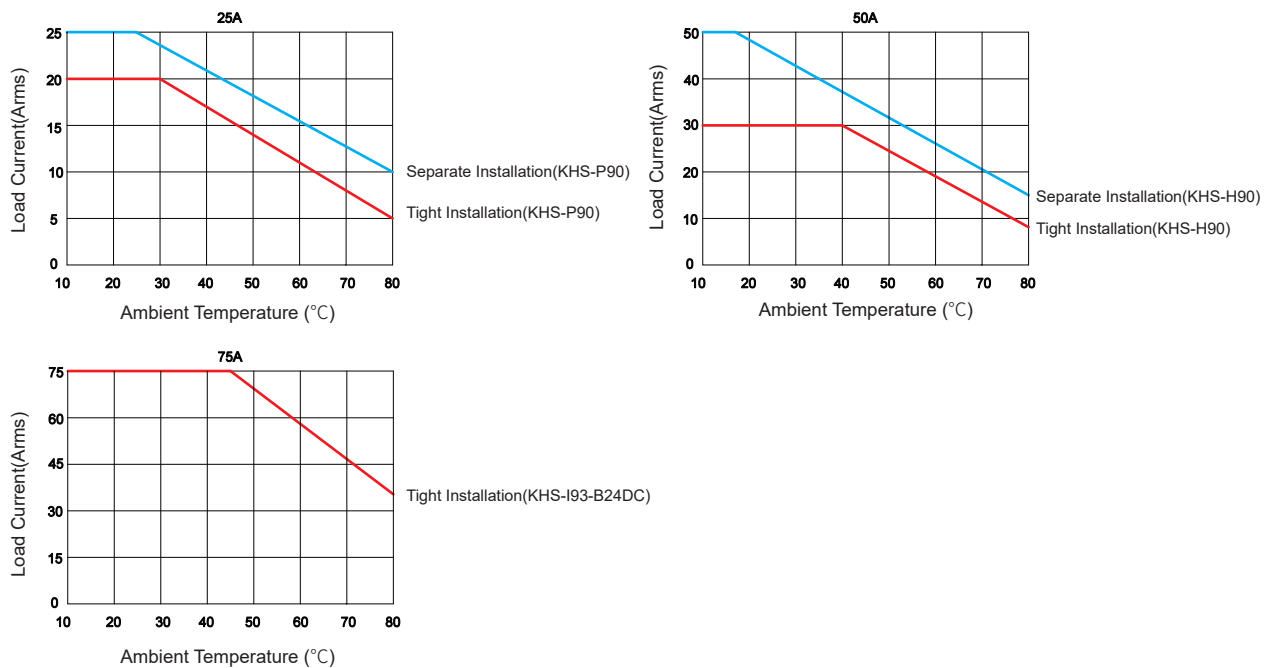 25A
25
20
15
10
5
0
10 20 30 40 50 60 70 80
Load Current(Arms)
Ambient Temperature (°C)
Separate Installation(KHS-P90)
Tight Installation(KHS-P90)
50A
50
40
30
20
10
0
10 20 30 40 50 60 70 80
Load Current(Arms)
Ambient Temperature (°C)
Separate Installation(KHS-H90)
Tight Installation(KHS-H90)
75A
75
60
45
30
15
0
10 20 30 40 50 60 70 80
Load Current(Arms)
Ambient Temperature (°C)
Tight Installation(KHS-I93-B24DC)